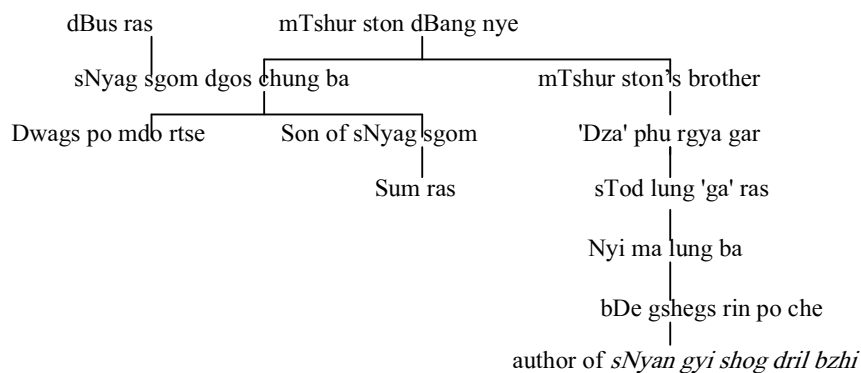 dBus ras mTshur ston dBang nye
sNyag sgom dgos chung ba mTshur ston's brother
Dwags po mdo rtse Son of sNyag sgom 'Dza' phu rgya gar
Sum ras sTod lung 'ga' ras
Nyi ma lung ba
bDe gshegs rin po che
author of sNyan gyi shog dril bzhi